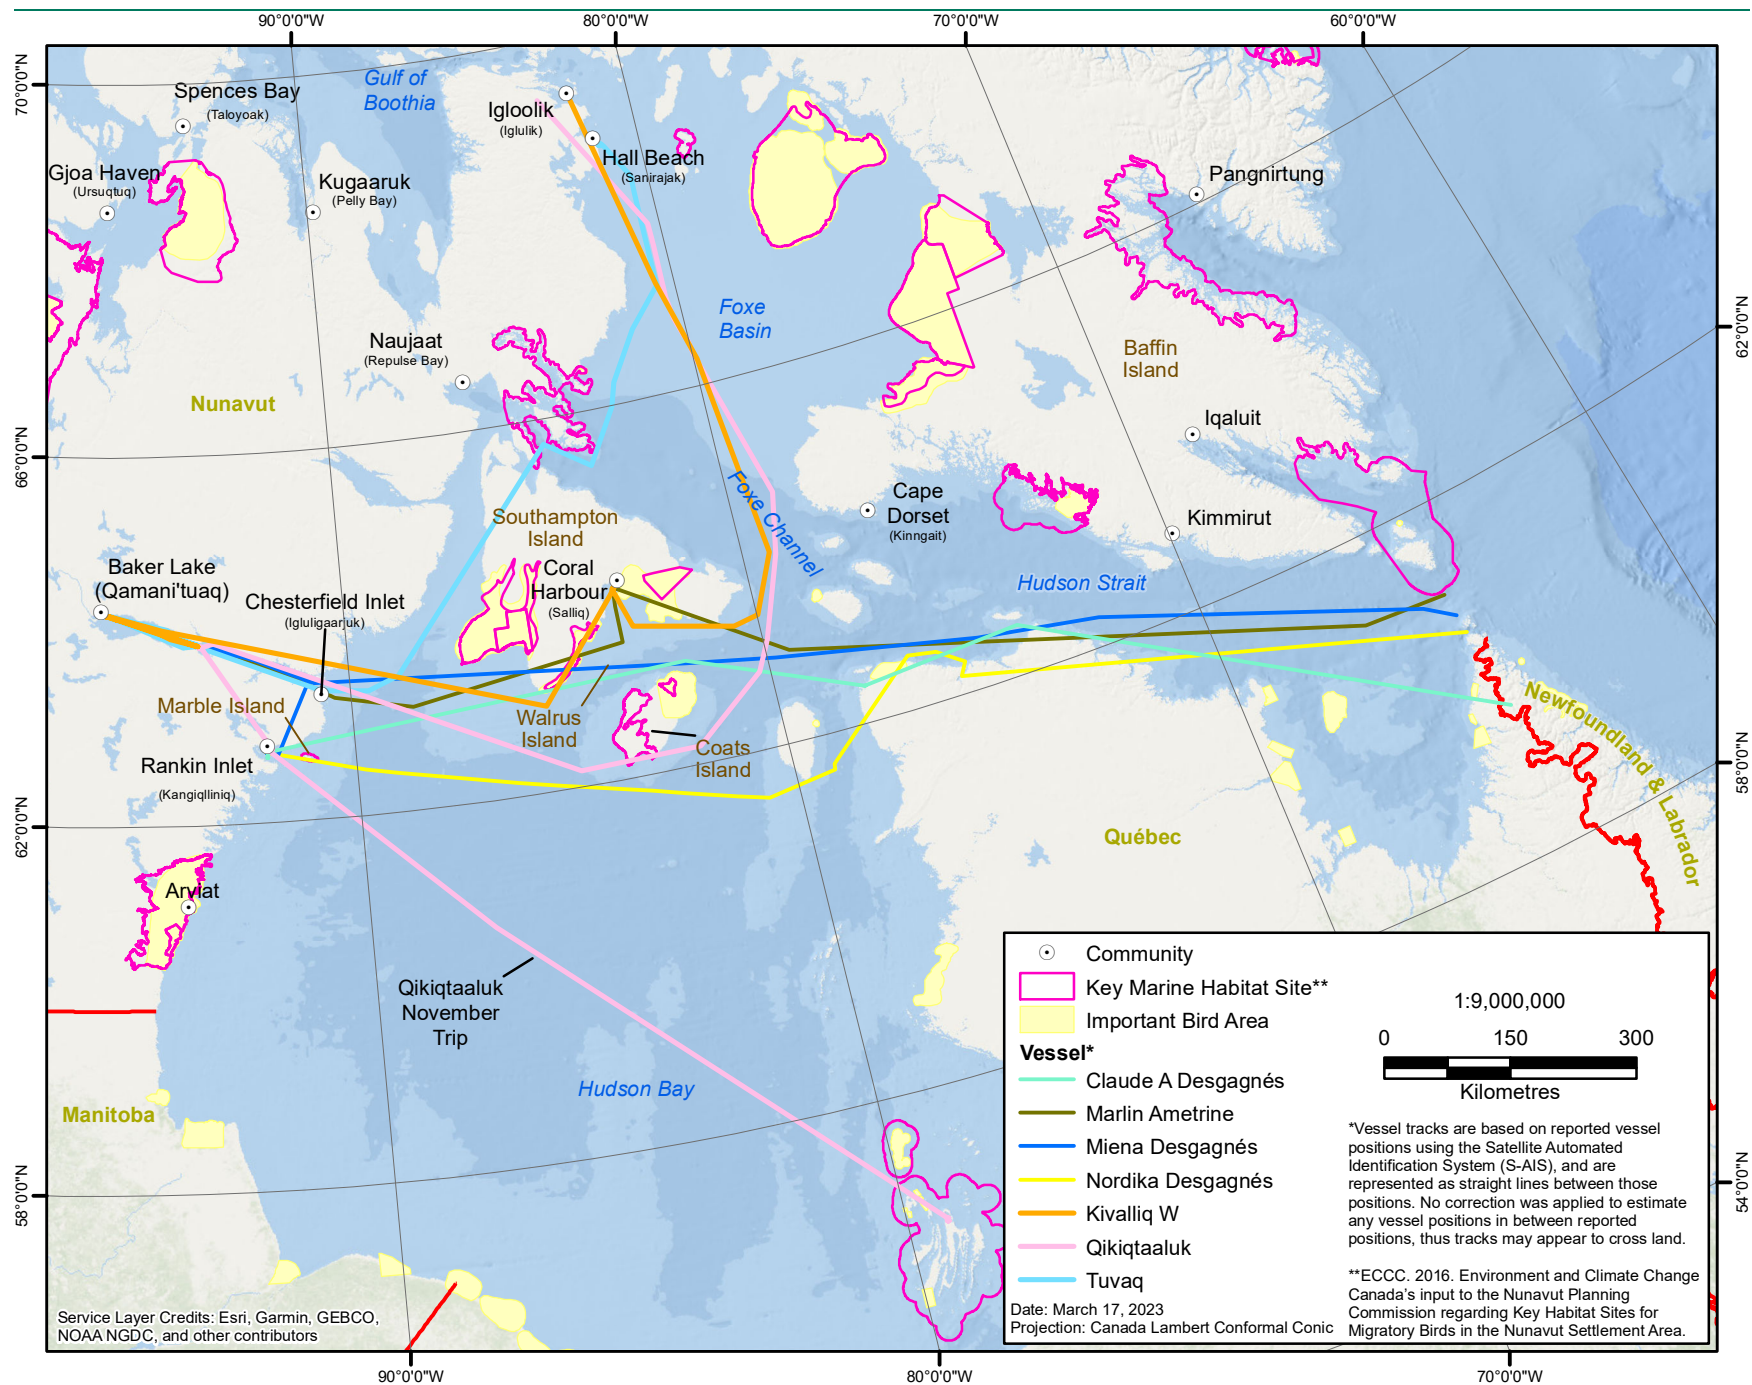 90°0'0"W
80°0'0"W
70°0'0"W
60°0'0"W
70°0'0"N
66°0'0"N
62°0'0"N
58°0'0"N
62°0'0"N
58°0'0"N
54°0'0"N
90°0'0"W
80°0'0"W
70°0'0"W
Spences Bay
(Taloyoak)
Gulf of
Boothia
Igloolik
(Iglulik)
Hall Beach
(Sanirajak)
Gjoa Haven
(Ursuqtuq)
Kugaaruk
(Pelly Bay)
Pangnirtung
Foxe
Basin
Naujaat
(Repulse Bay)
Baffin
Island
Nunavut
Iqaluit
Cape
Dorset
(Kinngait)
Foxe Channel
Kimmirut
Southampton
Island
Coral
Harbour
(Salliq)
Baker Lake
(Qamani'tuaq)
Hudson Strait
Chesterfield Inlet
(Igluligaarjuk)
Marble Island
Walrus
Island
Coats
Island
Rankin Inlet
(Kangiqlliniq)
Newfoundland & Labrador
Québec
Arviat
Qikiqtaaluk
November
Trip
Hudson Bay
Manitoba
Community
Key Marine Habitat Site**
Important Bird Area
Vessel*
Claude A Desgagnés
Marlin Ametrine
Miena Desgagnés
Nordika Desgagnés
Kivalliq W
Qikiqtaaluk
Tuvaq
Date: March 17, 2023
Projection: Canada Lambert Conformal Conic
1:9,000,000
0 150 300
Kilometres
*Vessel tracks are based on reported vessel
positions using the Satellite Automated
Identification System (S-AIS), and are
represented as straight lines between those
positions. No correction was applied to estimate
any vessel positions in between reported
positions, thus tracks may appear to cross land.
**ECCC. 2016. Environment and Climate Change
Canada's input to the Nunavut Planning
Commission regarding Key Habitat Sites for
Migratory Birds in the Nunavut Settlement Area.
Service Layer Credits: Esri, Garmin, GEBCO,
NOAA NGDC, and other contributors